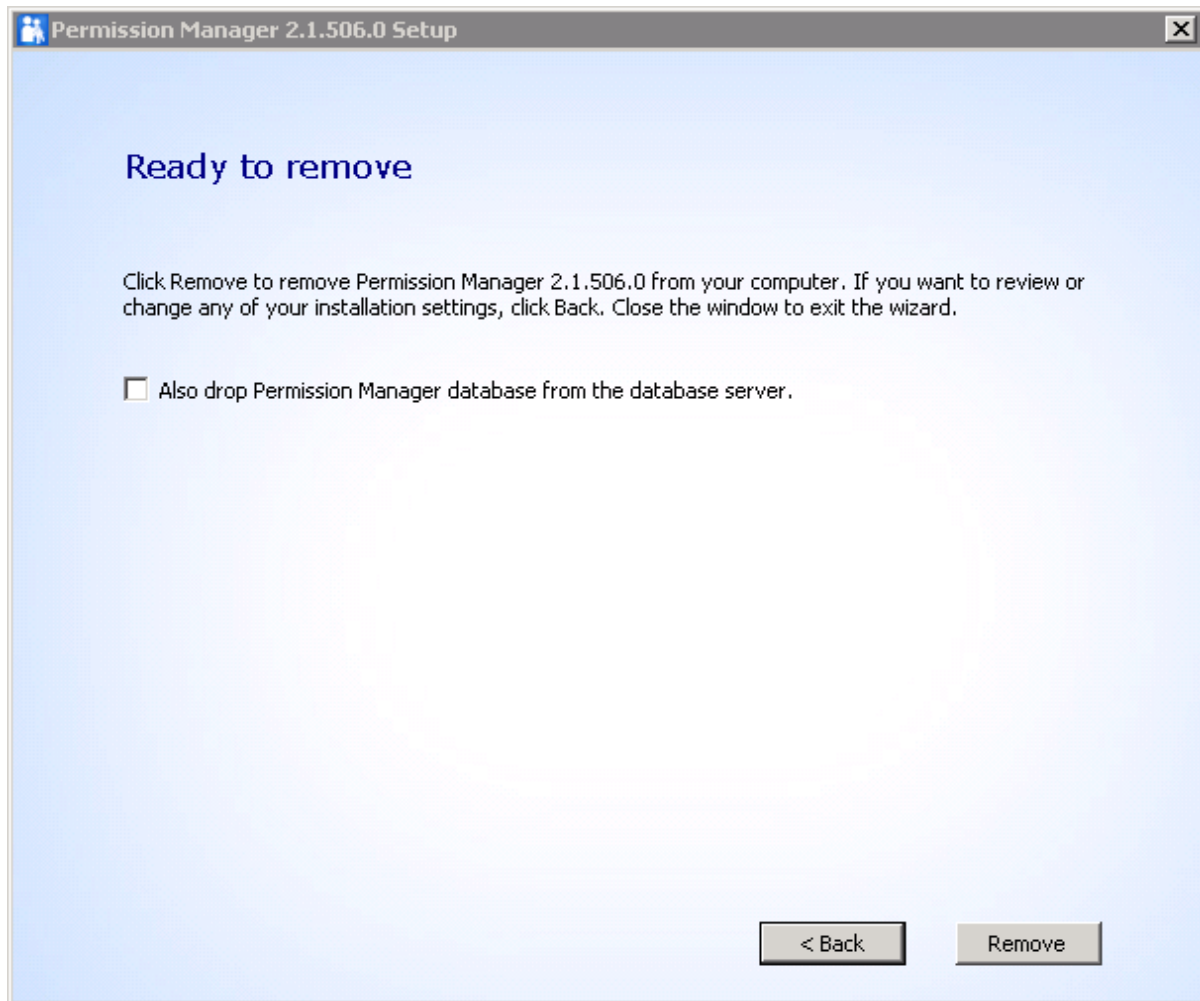 Permission Manager 2.1.506.0 Setup
Ready to remove
Click Remove to remove Permission Manager 2.1.506.0 from your computer. If you want to review or
change any of your installation settings, click Back. Close the window to exit the wizard.
Also drop Permission Manager database from the database server.
< Back
Remove